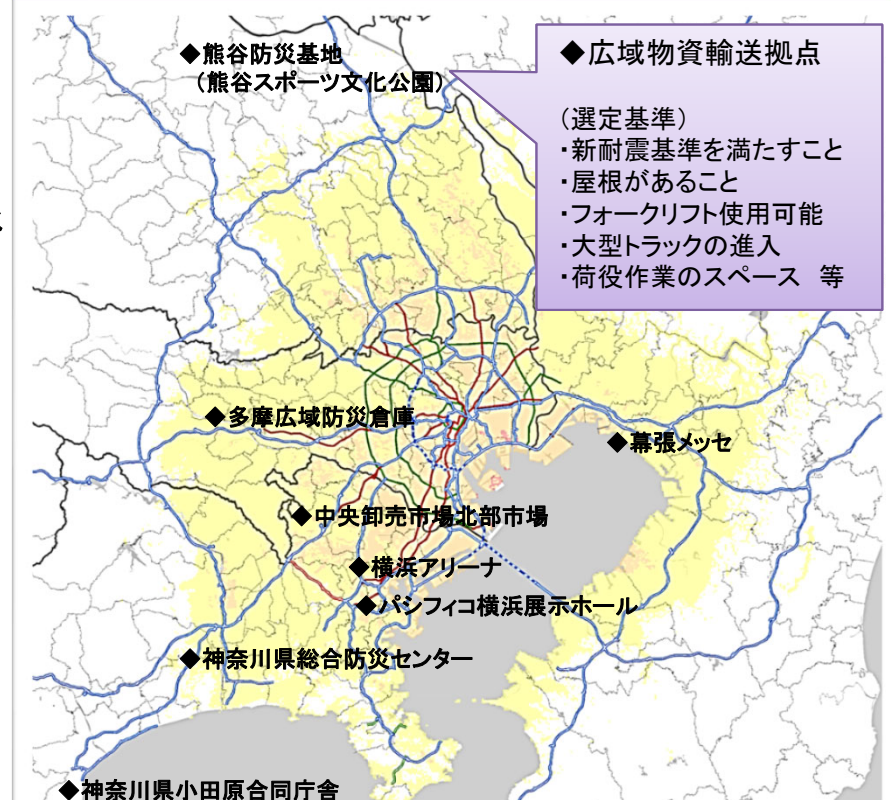 ◆熊谷防災基地
（熊谷スポーツ文化公園）
◆広域物資輸送拠点
（選定基準）
・新耐震基準を満たすこと
・屋根があること
・フォークリフト使用可能
・大型トラックの進入
・荷役作業のスペース　等
◆多摩広域防災倉庫
◆幕張メッセ
◆中央卸売市場北部市場
◆横浜アリーナ
◆パシフィコ横浜展示ホール
◆神奈川県総合防災センター
◆神奈川県小田原合同庁舎